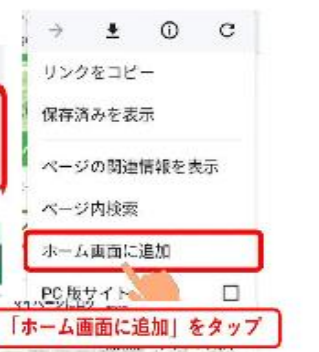 リンクをコピー
保存済みを表示
ページの関連情報を表示
ページ内検索
ホーム画面に追加
PC版サイト
「ホーム画面に追加」をタップ